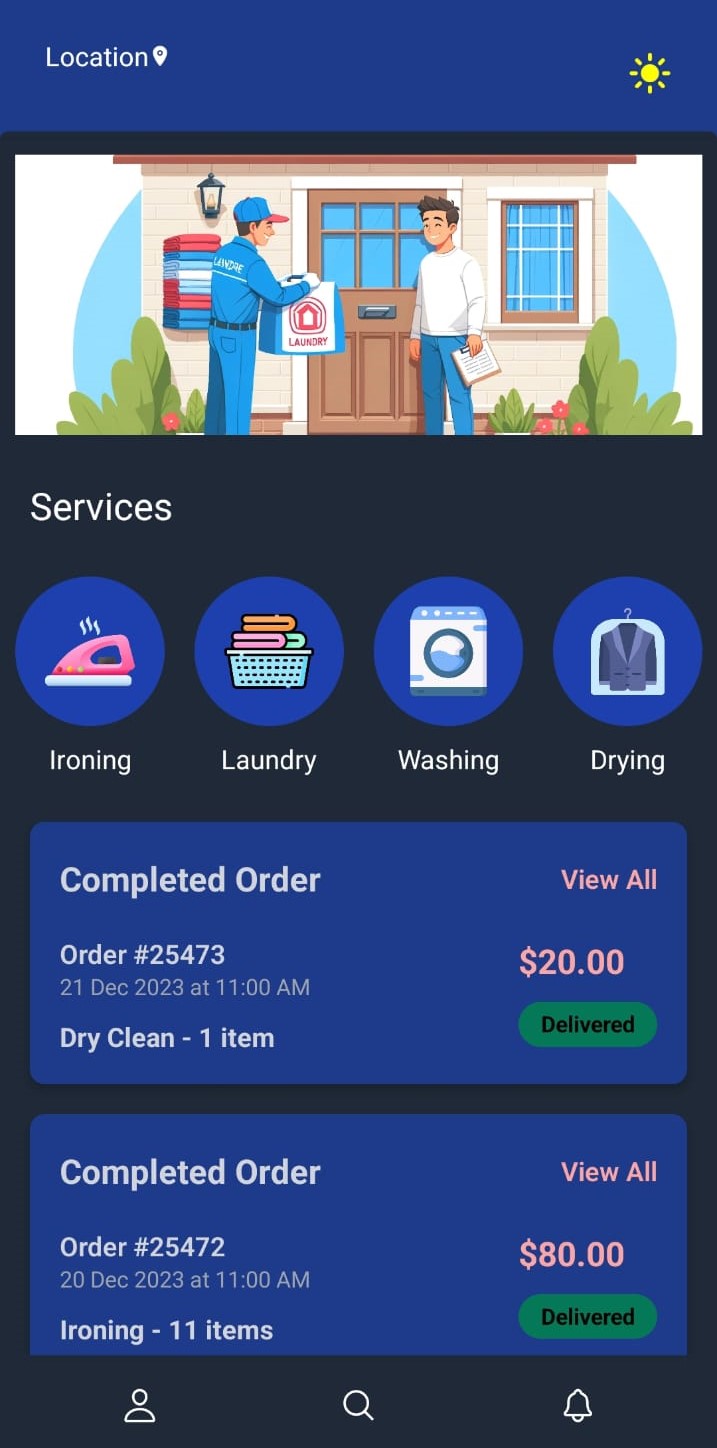 Location
LAUNDRE
LAUNDRY
Services
Ironing
Laundry
Washing
Drying
Completed Order
View All
Order #25473
$20.00
21 Dec 2023 at 11:00 AM
Delivered
Dry Clean - 1 item
Completed Order
View All
Order #25472
$80.00
20 Dec 2023 at 11:00 AM
Delivered
Ironing - 11 items